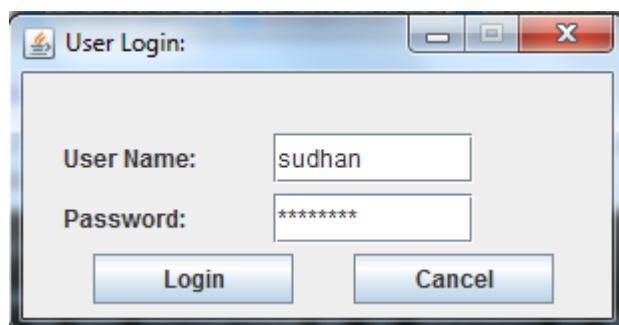 User Login:
User Name: sudhan
Password: ********
Login Cancel